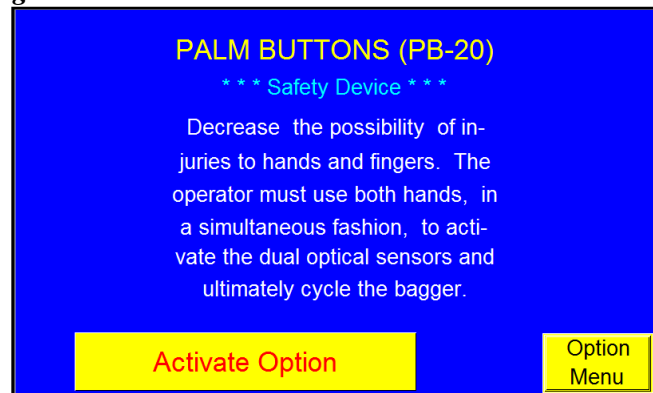 PALM BUTTONS (PB-20)
* * * Safety Device * * *
Decrease the possibility of in-
juries to hands and fingers. The
operator must use both hands, in
a simultaneous fashion, to acti-
vate the dual optical sensors and
ultimately cycle the bagger.
Activate Option
Option
Menu